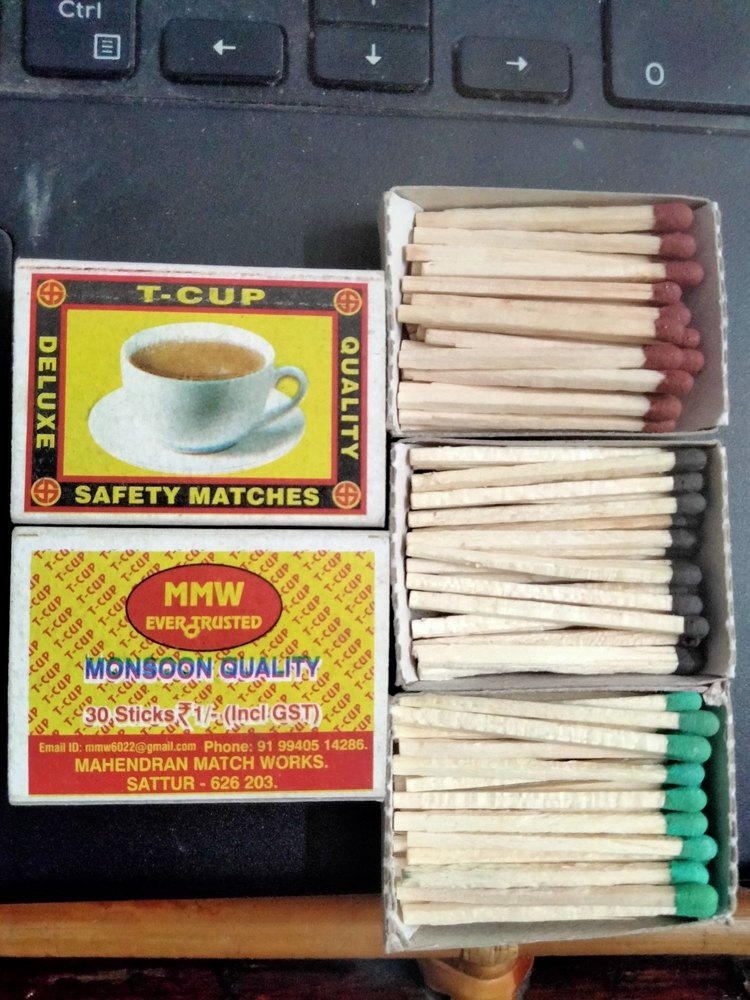 Ctrl
←
↓
→
0
T-CUP
DELUXE
QUALITY
SAFETY MATCHES
MMW
EVER TRUSTED
MONSOON QUALITY
30,Sticks ₹ 1/-.(Incl GST)
Email ID: mmw6022@gmail.com Phone: 91 99405 14286.
MAHENDRAN MATCH WORKS.
SATTUR - 626 203.